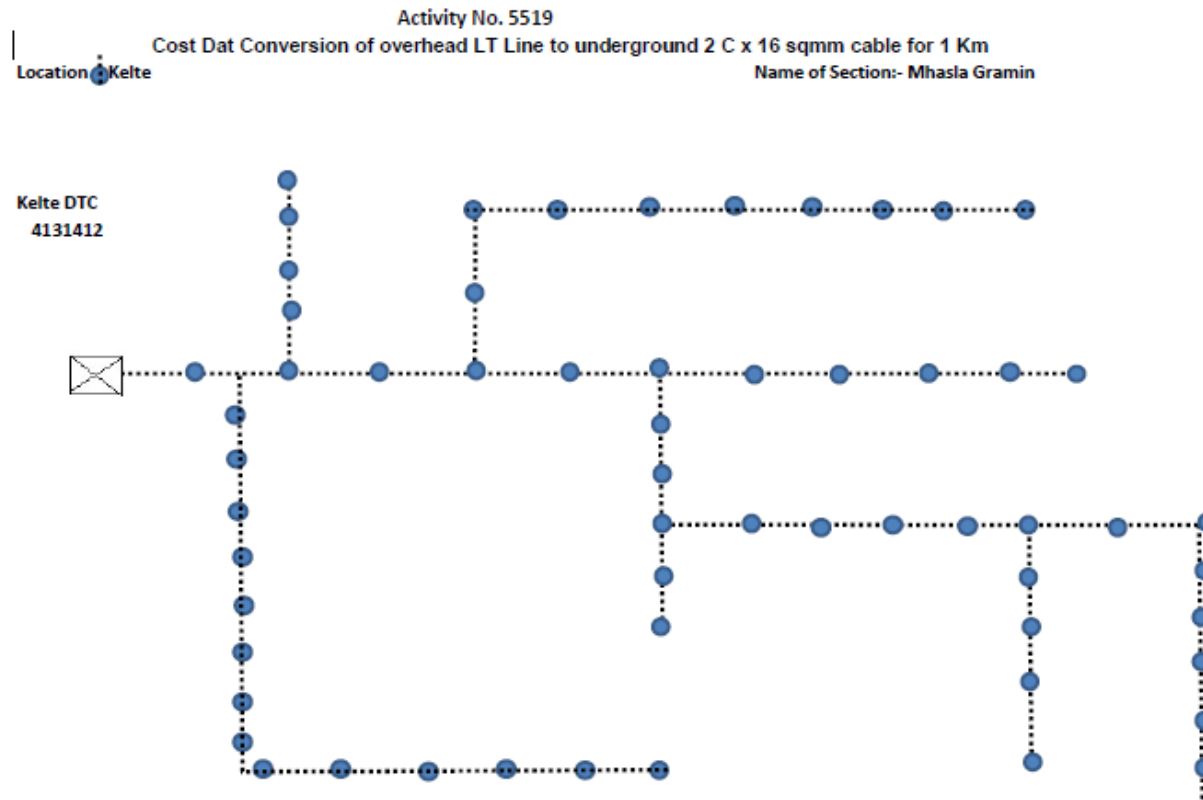 Activity No. 5519
Cost Dat Conversion of overhead LT Line to underground 2 C x 16 sqmm cable for 1 Km
Location Kelte
Name of Section:- Mhasla Gramin
Kelte DTC
4131412